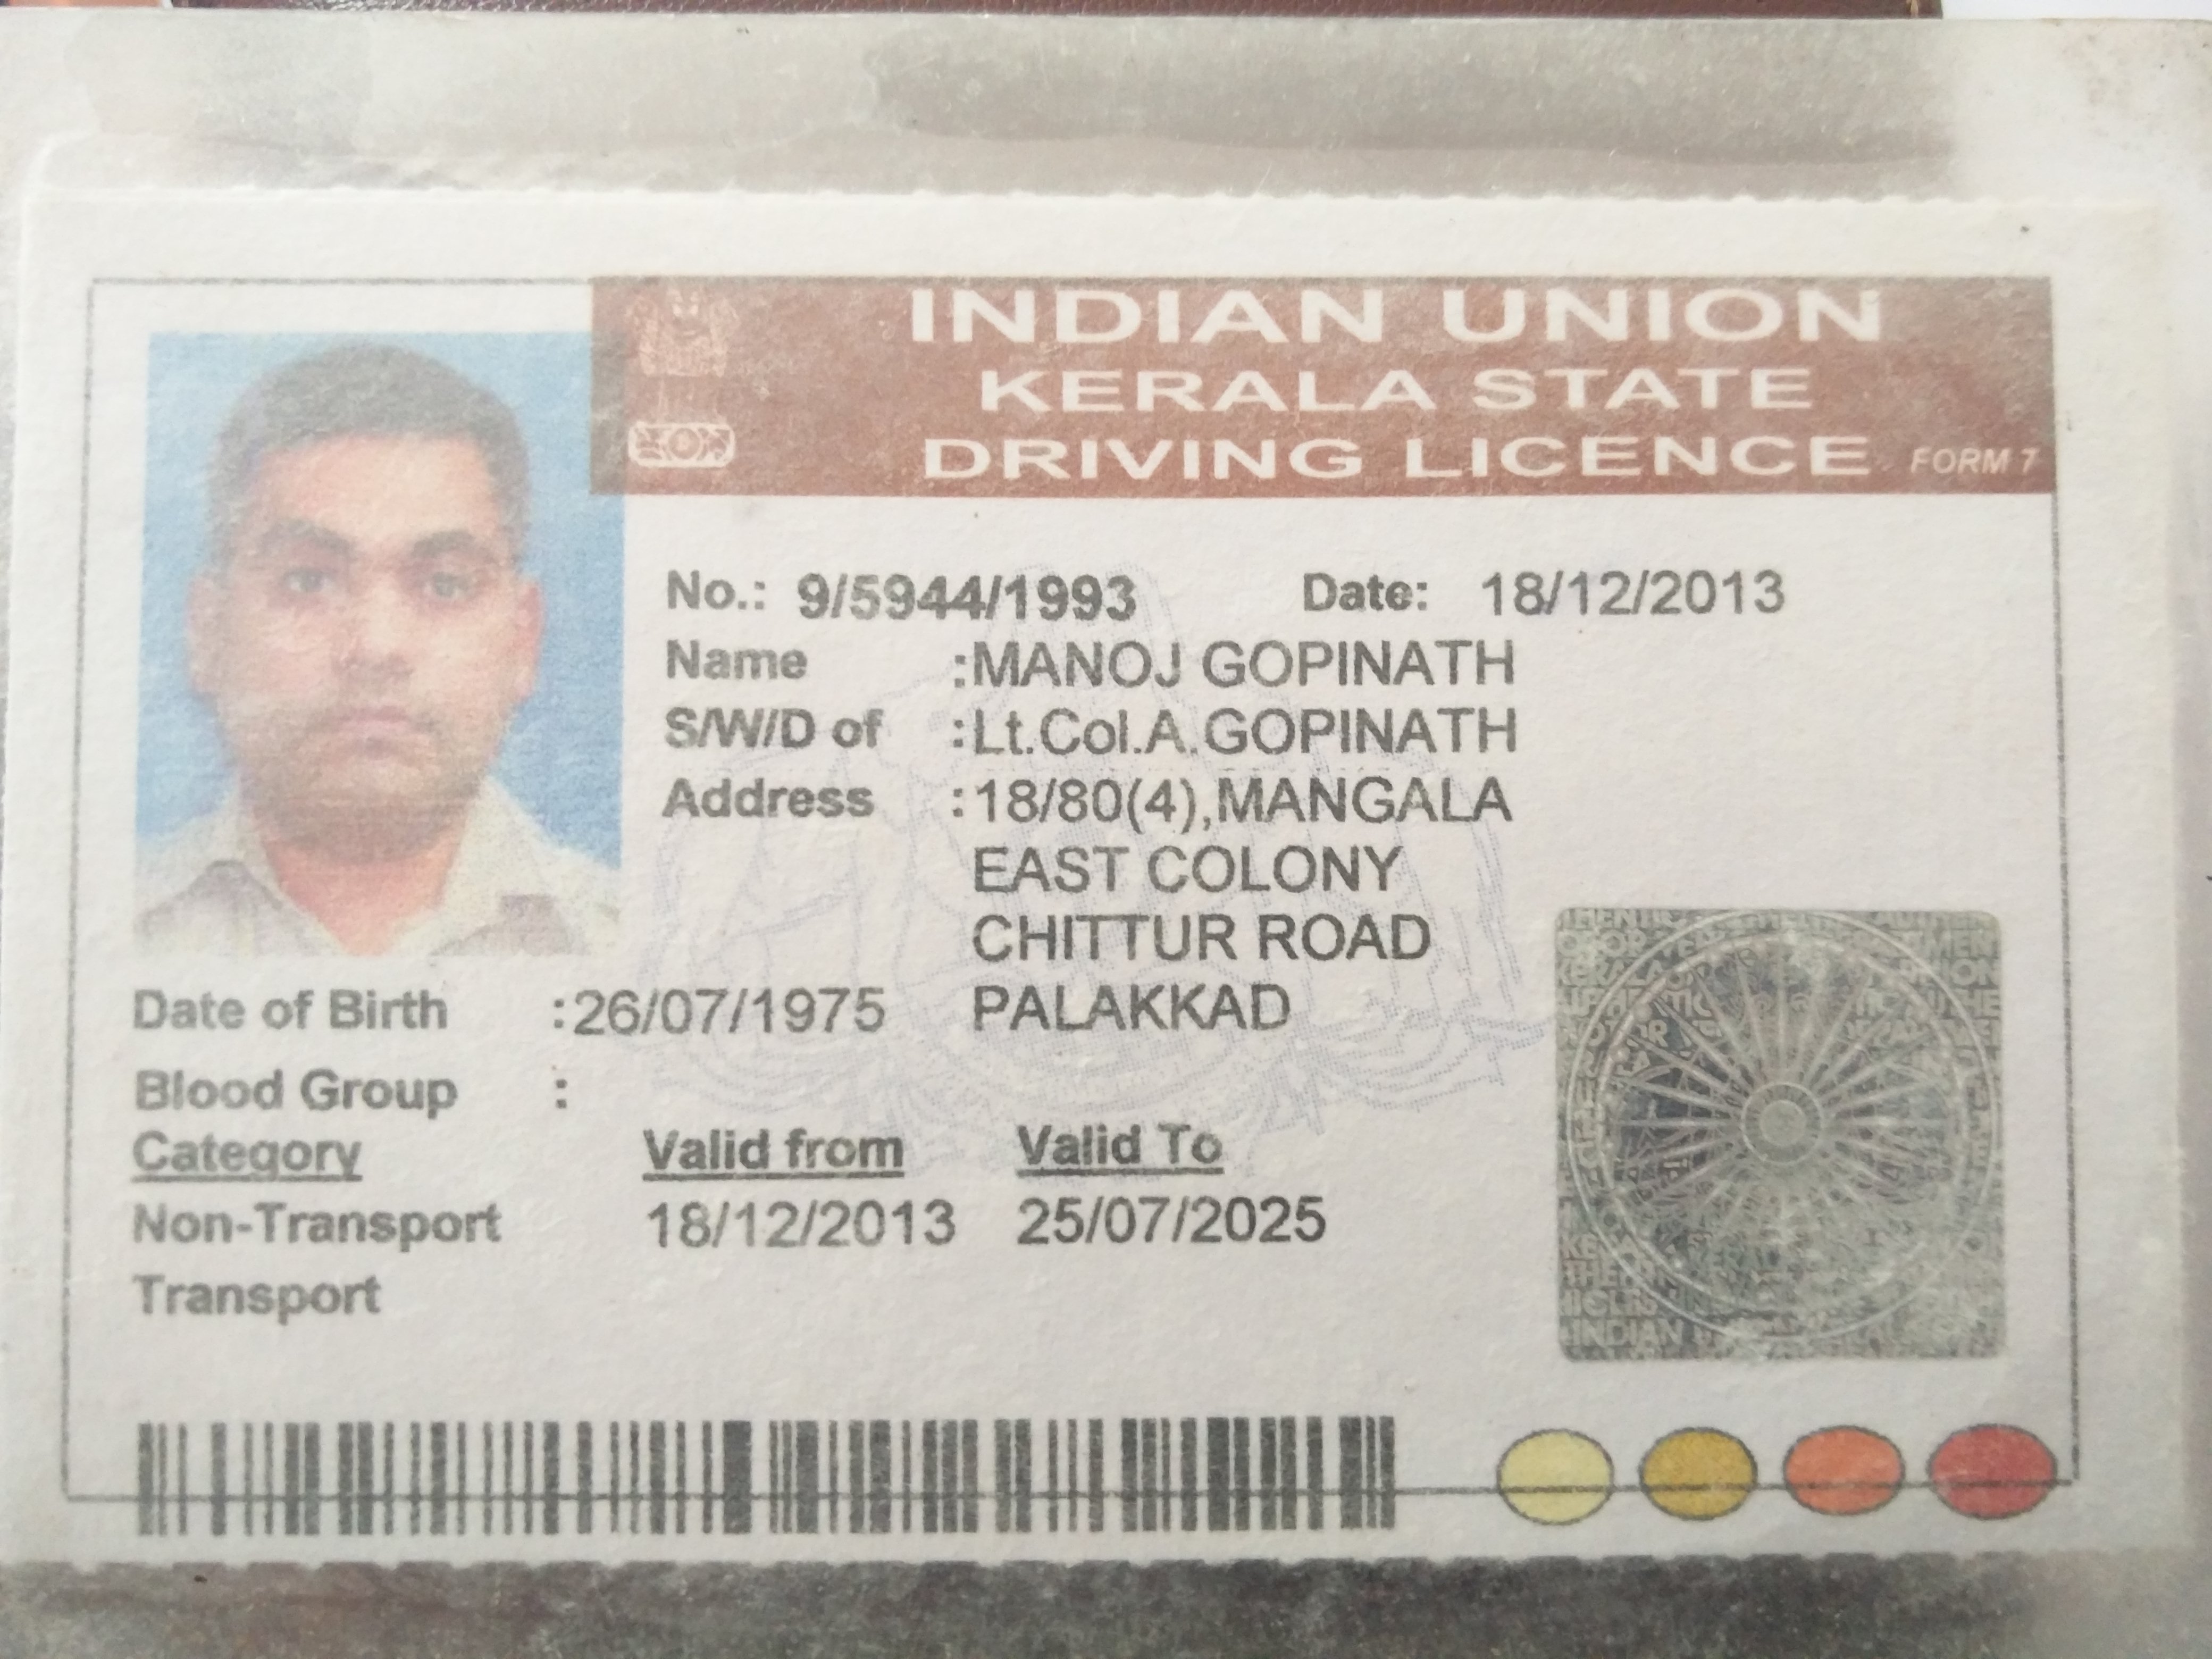 INDIAN UNION
KERALA STATE
DRIVING LICENCE FORM 7
No.: 9/5944/1993 Date: 18/12/2013
Name :MANOJ GOPINATH
S/W/D of :Lt.Col.A.GOPINATH
Address :18/80(4),MANGALA
EAST COLONY
CHITTUR ROAD
PALAKKAD
Date of Birth :26/07/1975
Blood Group :
Category Valid from Valid To
Non-Transport 18/12/2013 25/07/2025
Transport
INDIAN